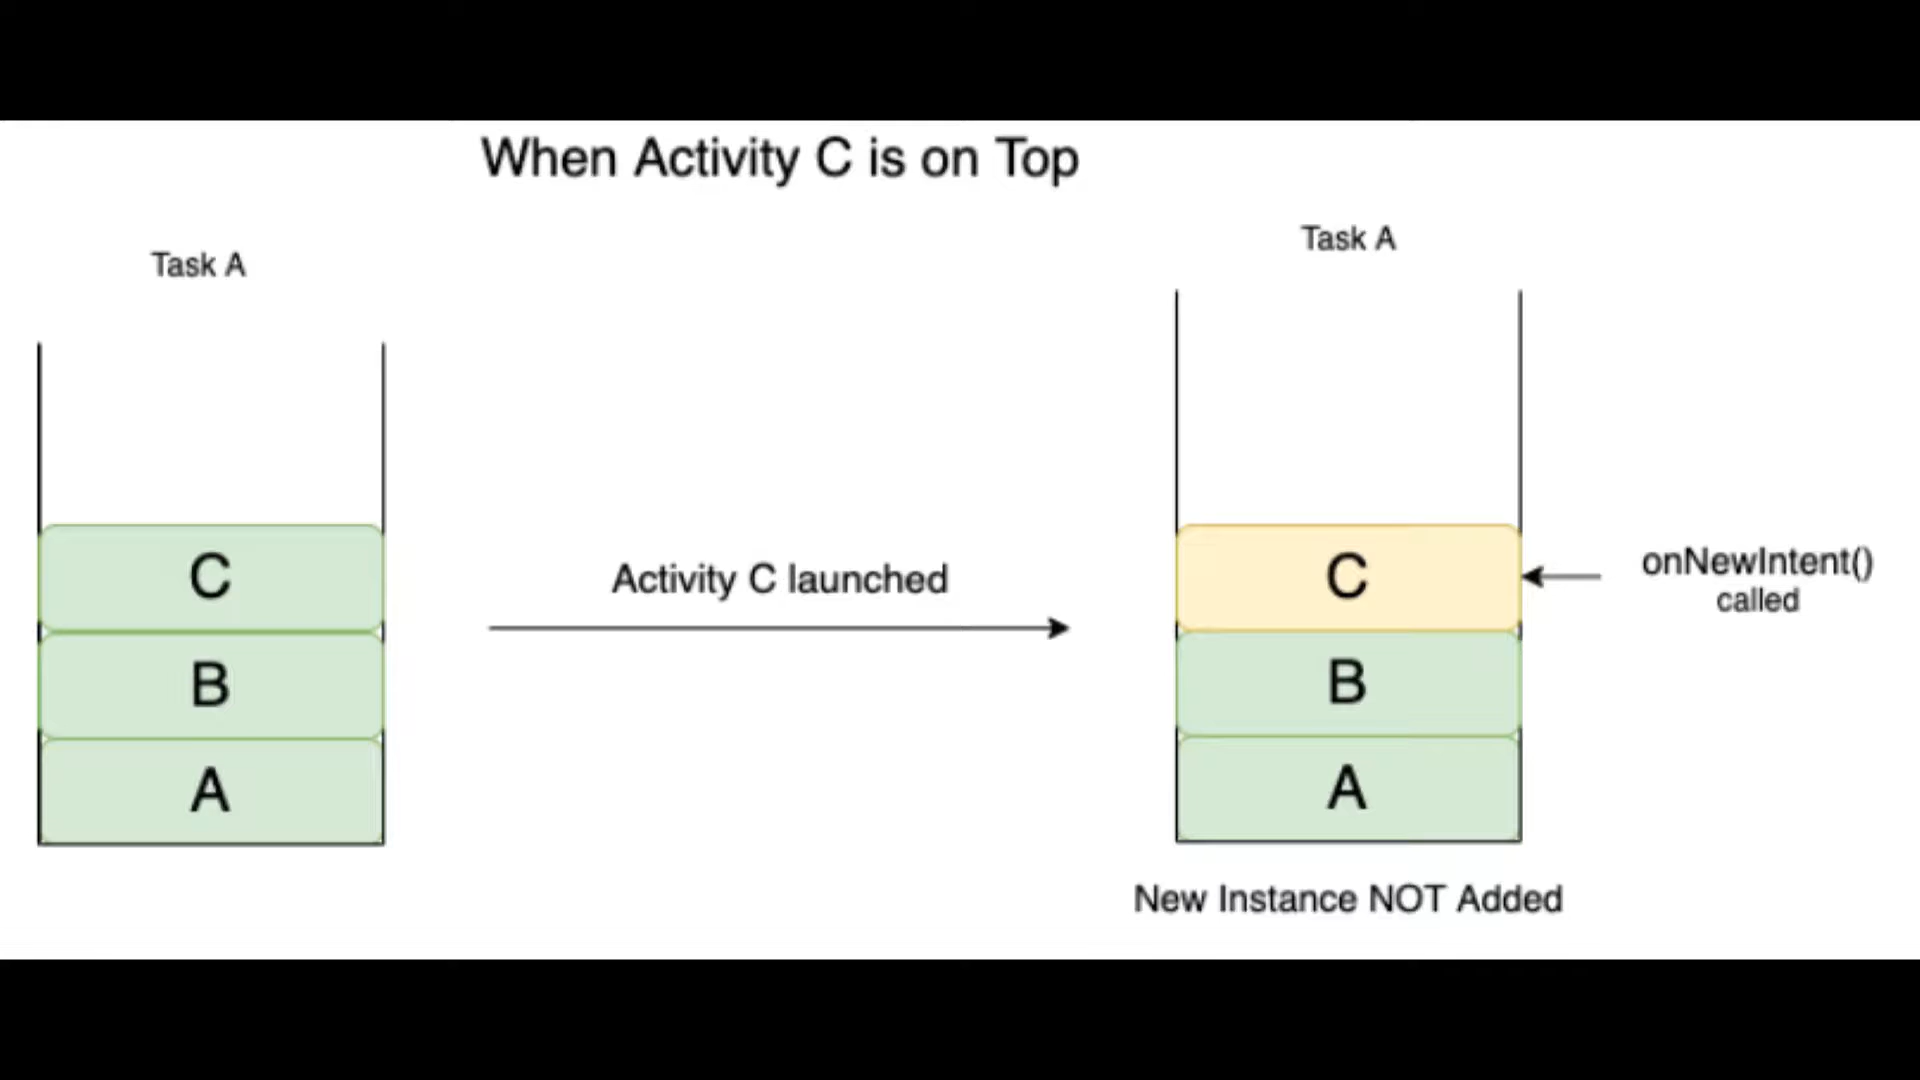 When Activity C is on Top
Task A
C
B
A
Activity C launched
Task A
C
B
A
onNewIntent()
called
New Instance NOT Added